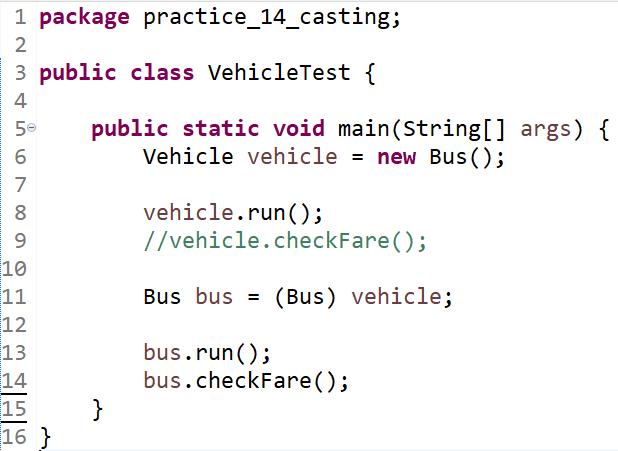 1 package practice_14_casting;
2
3 public class VehicleTest {
4
5 public static void main(String[] args) {
6 Vehicle vehicle = new Bus();
7
8 vehicle.run();
9 //vehicle.checkFare();
10
11 Bus bus = (Bus) vehicle;
12
13 bus.run();
14 bus.checkFare();
15 }
16 }